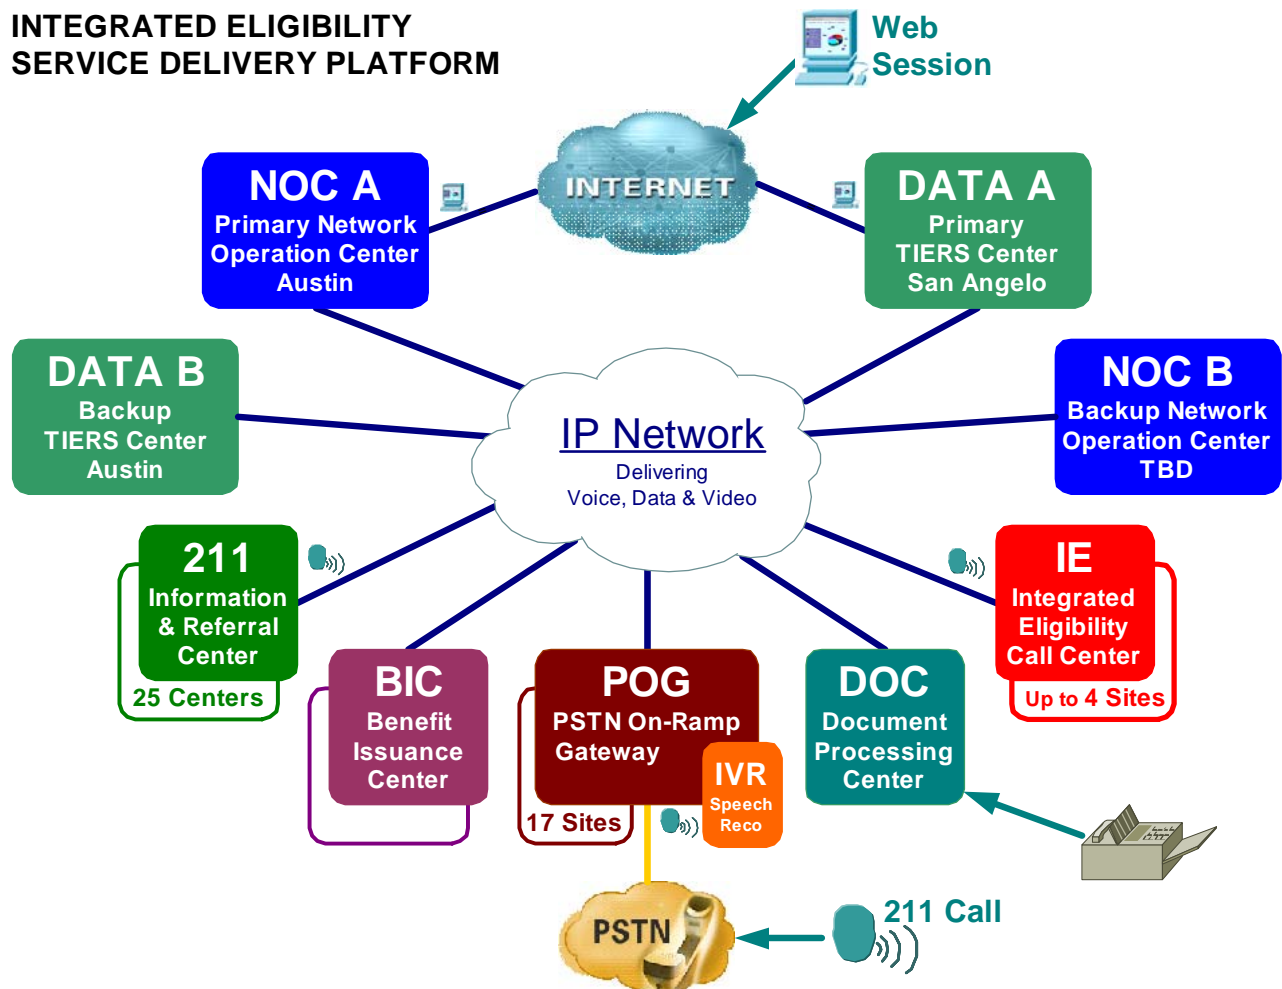 INTEGRATED ELIGIBILITY
SERVICE DELIVERY PLATFORM
Web
Session
INTERNET
NOC A
Primary Network
Operation Center
Austin
DATA A
Primary
TIERS Center
San Angelo
DATA B
Backup
TIERS Center
Austin
IP Network
Delivering
Voice, Data & Video
NOC B
Backup Network
Operation Center
TBD
211
Information
& Referral
Center
25 Centers
BIC
Benefit
Issuance
Center
POG
PSTN On-Ramp
Gateway
17 Sites
IVR
Speech
Reco
DOC
Document
Processing
Center
IE
Integrated
Eligibility
Call Center
Up to 4 Sites
PSTN
211 Call